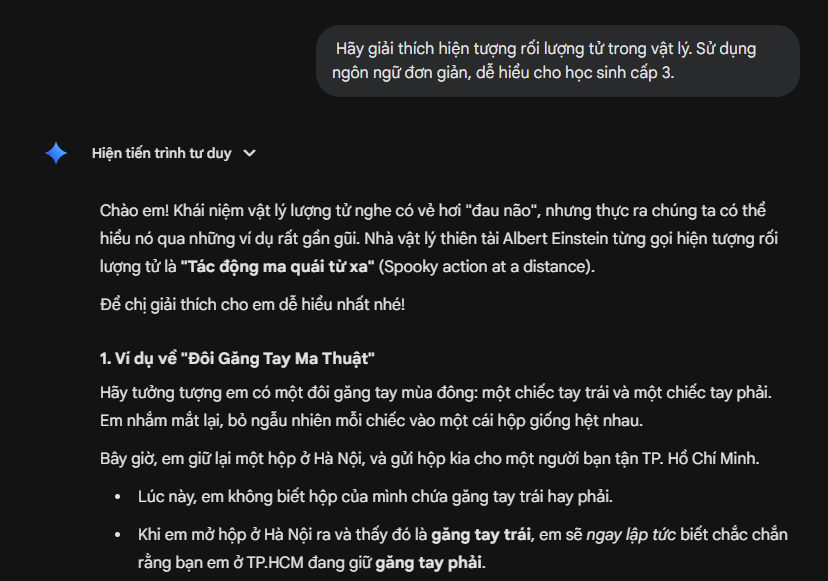 Hãy giải thích hiện tượng rối lượng tử trong vật lý. Sử dụng
ngôn ngữ đơn giản, dễ hiểu cho học sinh cấp 3.
Hiện tiến trình tư duy
Chào em! Khái niệm vật lý lượng tử nghe có vẻ hơi "đau não", nhưng thực ra chúng ta có thể
hiểu nó qua những ví dụ rất gần gũi. Nhà vật lý thiên tài Albert Einstein từng gọi hiện tượng rối
lượng tử là "Tác động ma quái từ xa" (Spooky action at a distance).
Để chị giải thích cho em dễ hiểu nhất nhé!
1. Ví dụ về "Đôi Găng Tay Ma Thuật"
Hãy tưởng tượng em có một đôi găng tay mùa đông: một chiếc tay trái và một chiếc tay phải.
Em nhắm mắt lại, bỏ ngẫu nhiên mỗi chiếc vào một cái hộp giống hệt nhau.
Bây giờ, em giữ lại một hộp ở Hà Nội, và gửi hộp kia cho một người bạn tận TP. Hồ Chí Minh.
• Lúc này, em không biết hộp của mình chứa găng tay trái hay phải.
• Khi em mở hộp ở Hà Nội ra và thấy đó là găng tay trái, em sẽ ngay lập tức biết chắc chắn
rằng bạn em ở TP.HCM đang giữ găng tay phải.